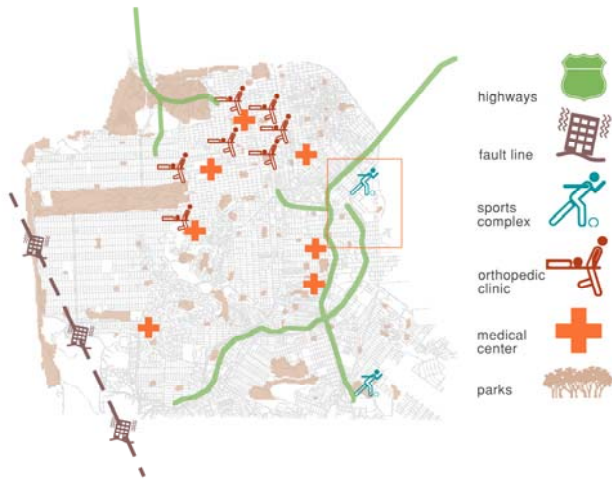 highways
fault line
sports
complex
orthopedic
clinic
medical
center
parks